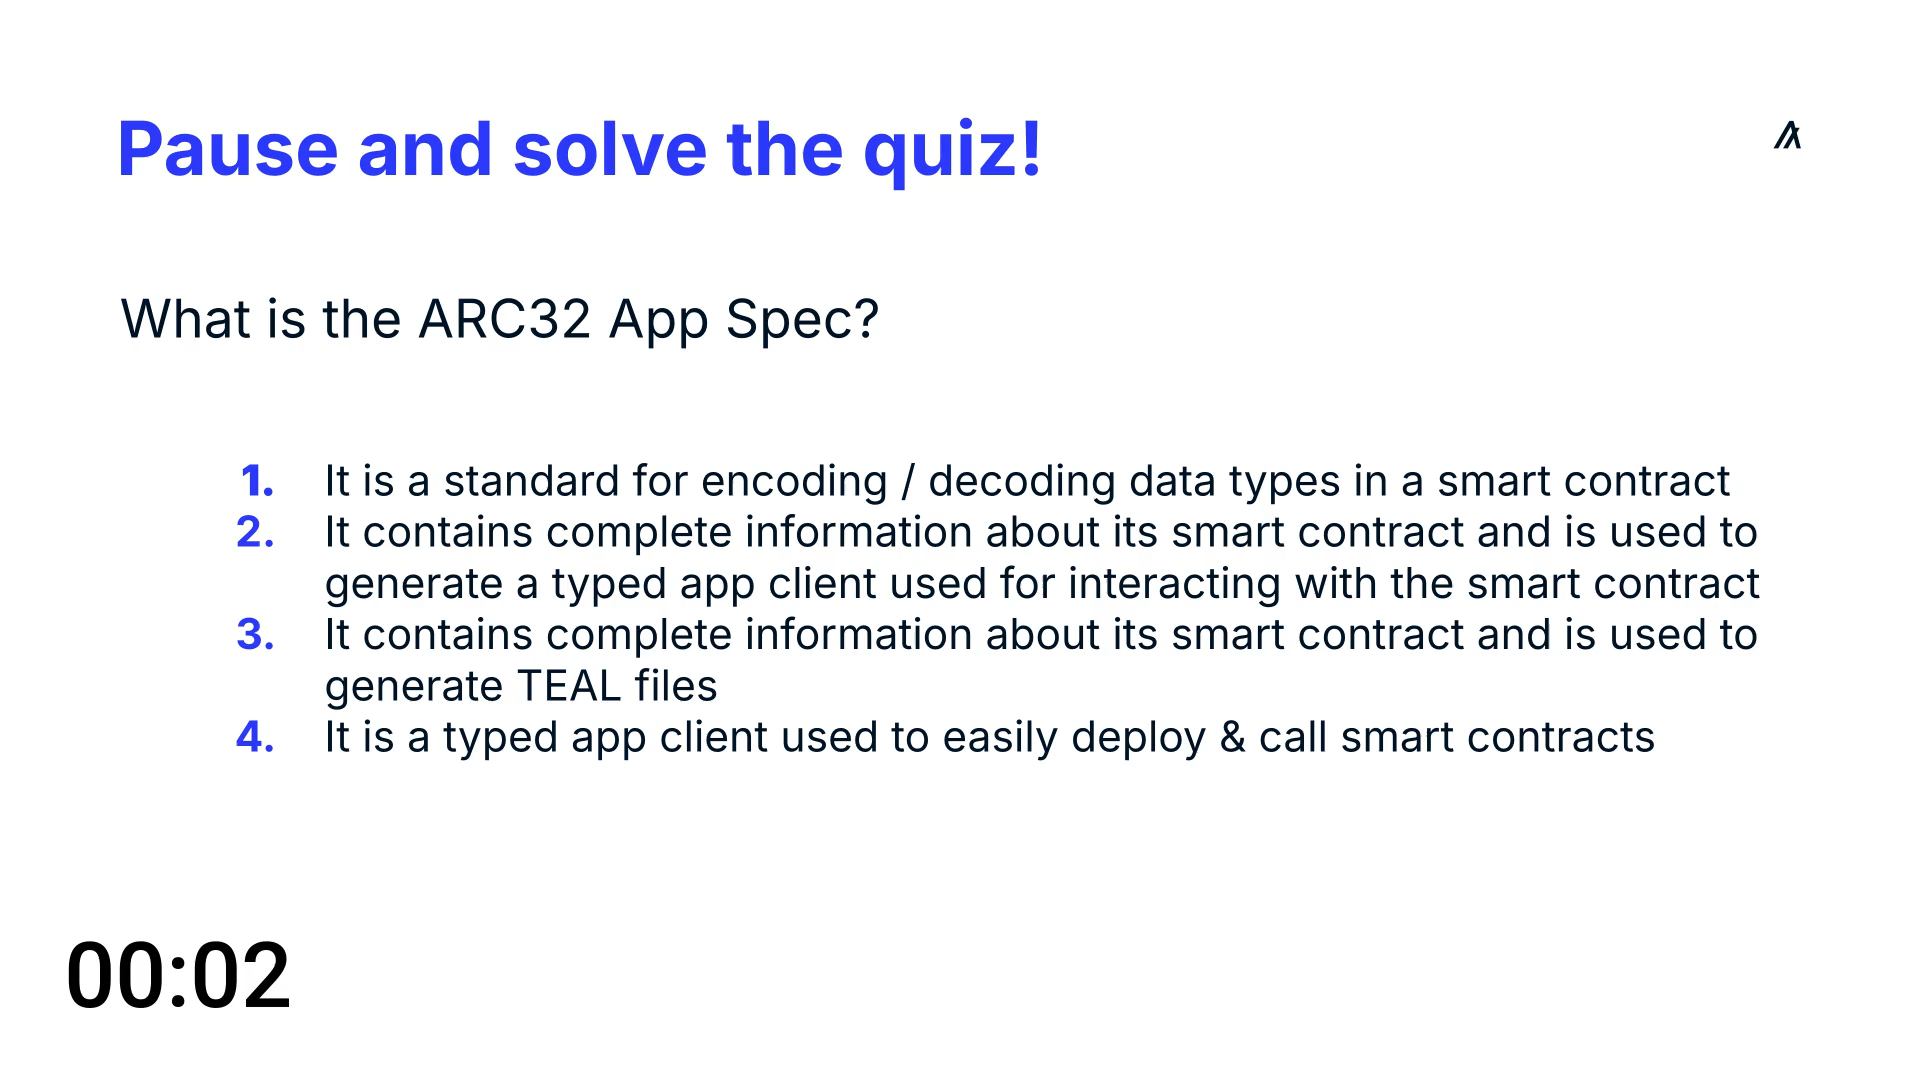 Pause and solve the quiz!
What is the ARC32 App Spec?
1. It is a standard for encoding / decoding data types in a smart contract
2. It contains complete information about its smart contract and is used to
generate a typed app client used for interacting with the smart contract
3. It contains complete information about its smart contract and is used to
generate TEAL files
4. It is a typed app client used to easily deploy & call smart contracts
00:02